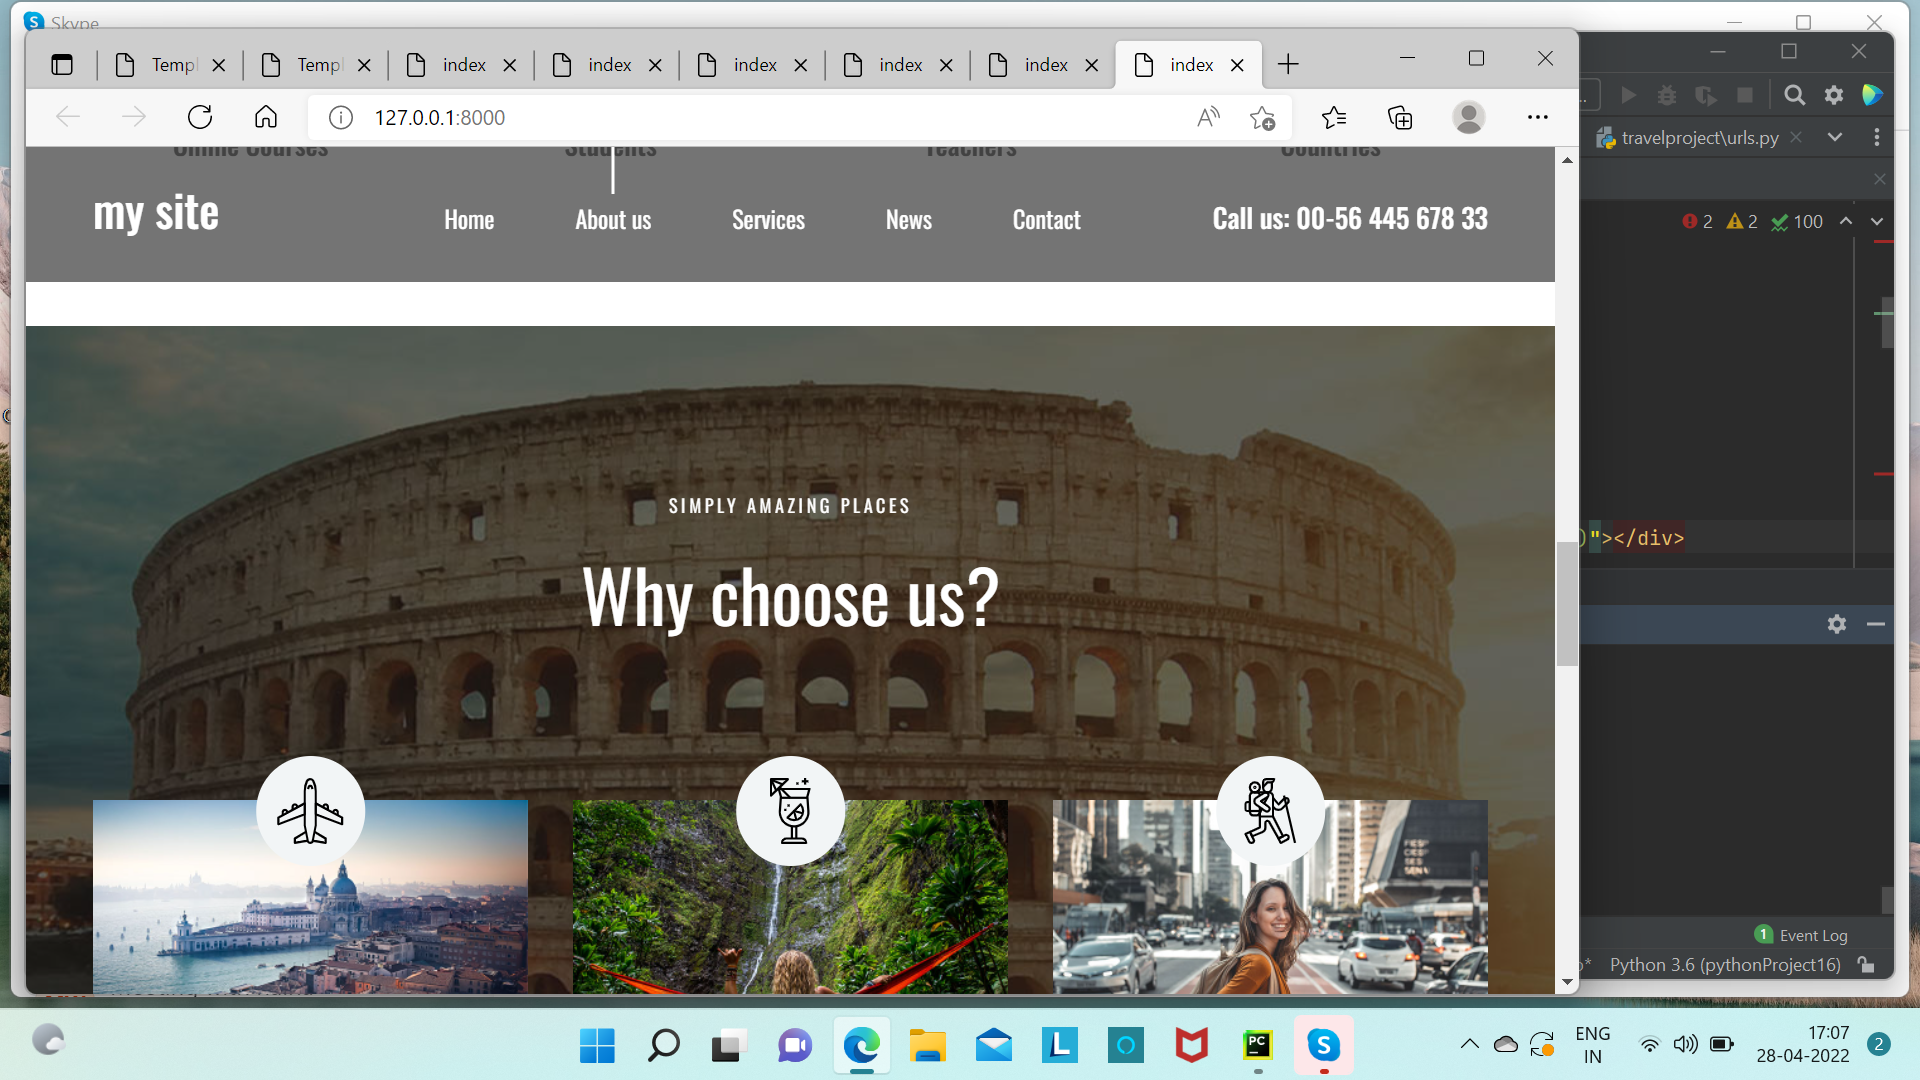 Skype
Templ
Templ
index
index
index
index
index
index
127.0.0.1:8000
travelproject\urls.py
Online Courses
Students
Teachers
Countries
my site
Home
About us
Services
News
Contact
Call us: 00-56 445 678 33
2
2
100
SIMPLY AMAZING PLACES
Why choose us?
"></div>
1 Event Log
Python 3.6 (pythonProject16)
ENG
IN
17:07
28-04-2022
2